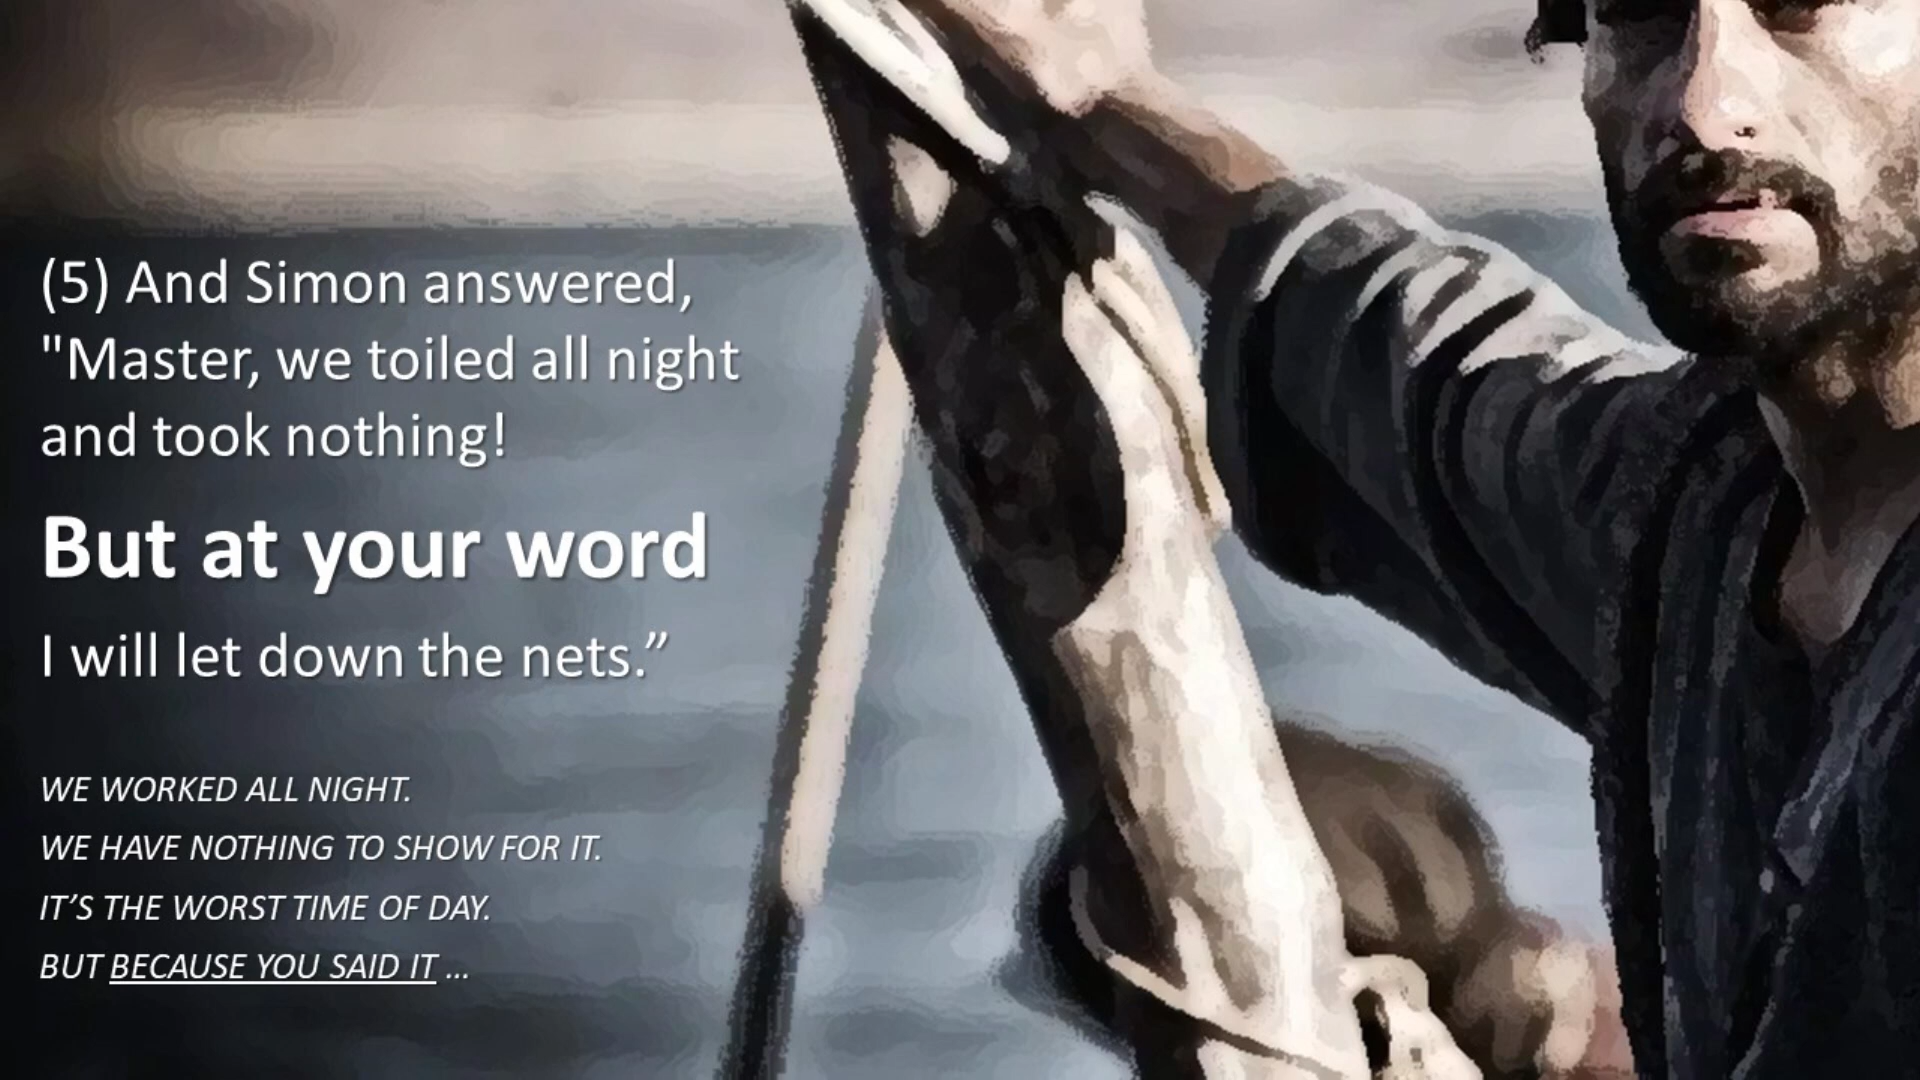 (5) And Simon answered,
"Master, we toiled all night
and took nothing!
But at your word
I will let down the nets.”
WE WORKED ALL NIGHT.
WE HAVE NOTHING TO SHOW FOR IT.
IT’S THE WORST TIME OF DAY.
BUT BECAUSE YOU SAID IT ...